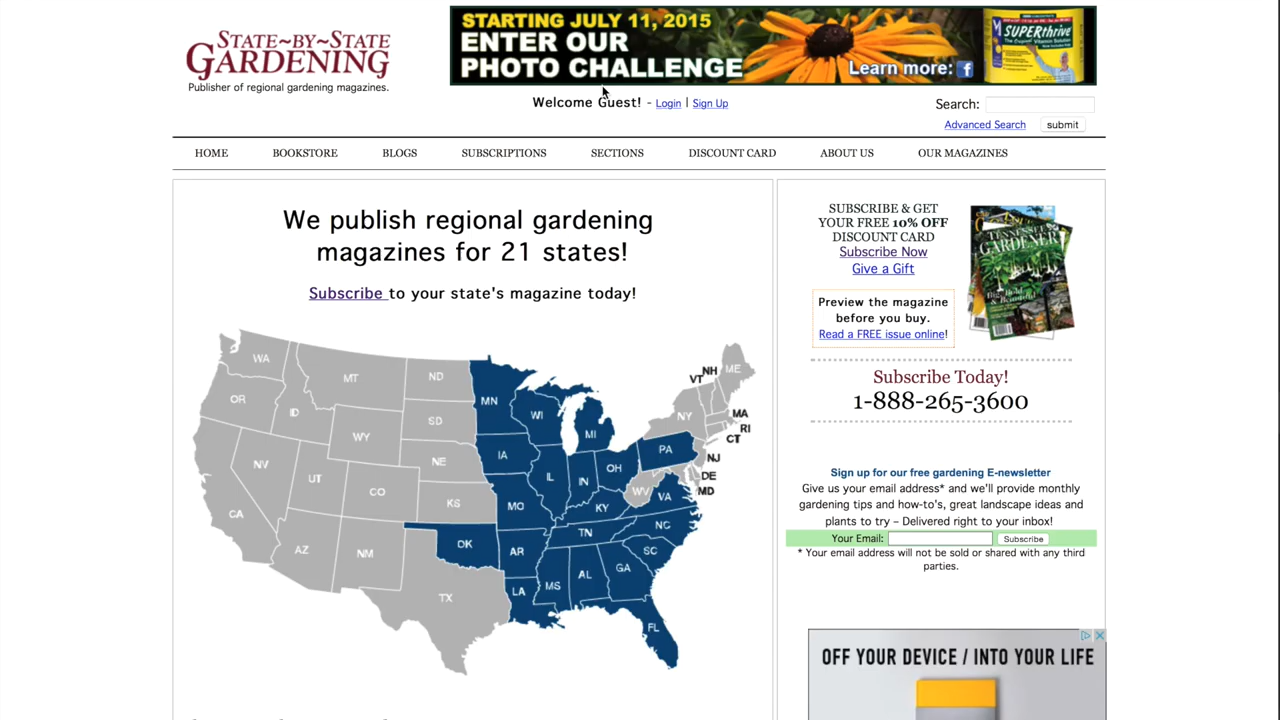 STATE~BY~STATE
GARDENING
Publisher of regional gardening magazines.
STARTING JULY 11, 2015
ENTER OUR
PHOTO CHALLENGE
Learn more: f
SUPERthrive
Welcome Guest! - Login | Sign Up
Search:
Advanced Search submit
HOME BOOKSTORE BLOGS SUBSCRIPTIONS SECTIONS DISCOUNT CARD ABOUT US OUR MAGAZINES
We publish regional gardening
magazines for 21 states!
Subscribe to your state's magazine today!
WA
MT
ND
MN
OR
ID
WY
SD
WI
MI
NH
VT
ME
NY
MA
RI
CT
NV
UT
CO
NE
IA
IL
IN
OH
PA
NJ
DE
MD
CA
KS
MO
KY
WV
VA
AZ
NM
OK
AR
TN
NC
SC
TX
LA
MS
AL
GA
FL
SUBSCRIBE & GET
YOUR FREE 10% OFF
DISCOUNT CARD
Subscribe Now
Give a Gift
TENNESSEE
GARDENER
Big, Bold
& Beautiful
Preview the magazine
before you buy.
Read a FREE issue online!
Subscribe Today!
1-888-265-3600
Sign up for our free gardening E-newsletter
Give us your email address* and we'll provide monthly
gardening tips and how-to's, great landscape ideas and
plants to try – Delivered right to your inbox!
Your Email: Subscribe
* Your email address will not be sold or shared with any third
parties.
OFF YOUR DEVICE / INTO YOUR LIFE